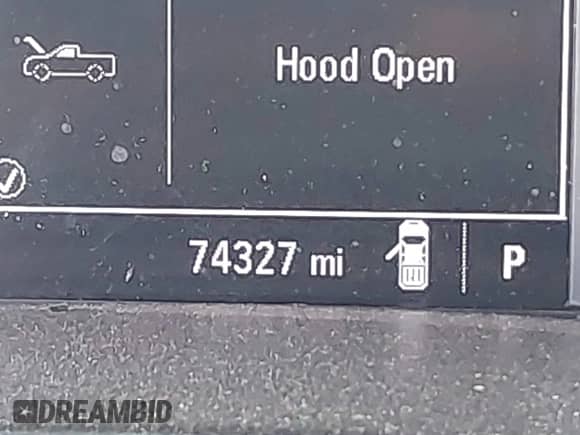 Hood Open
74327 mi
P
DREAMBID